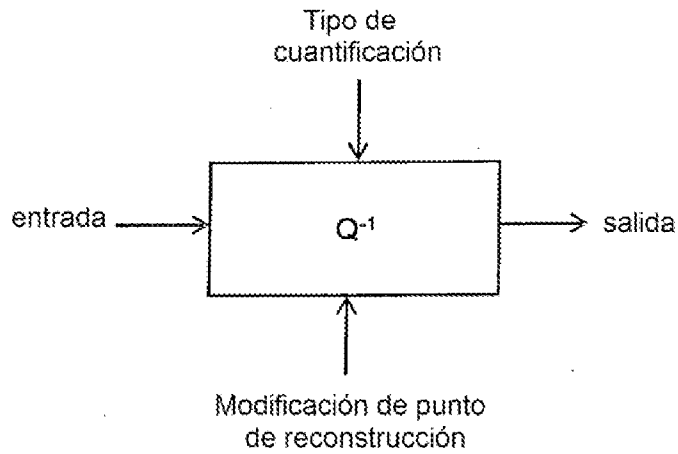 Tipo de
cuantificación
entrada
Q⁻¹
salida
Modificación de punto
de reconstrucción